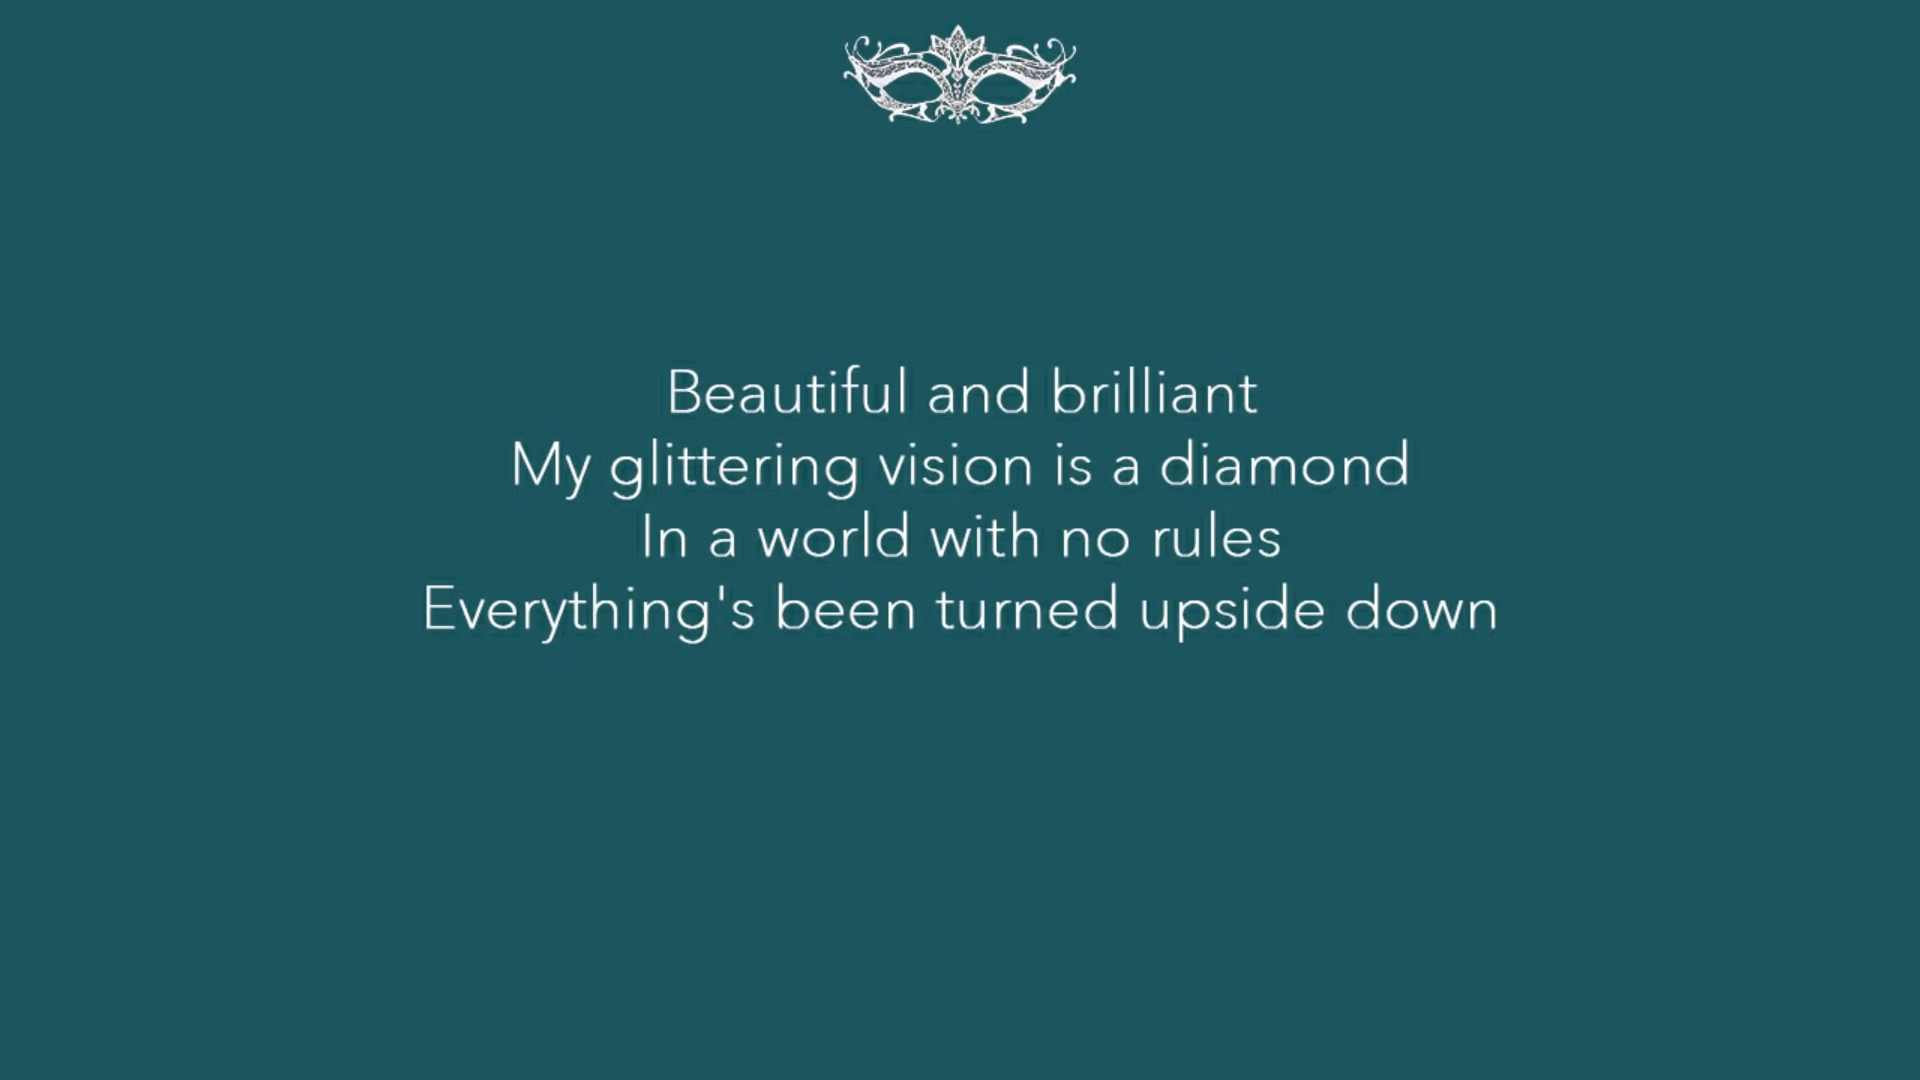 Beautiful and brilliant
My glittering vision is a diamond
In a world with no rules
Everything's been turned upside down